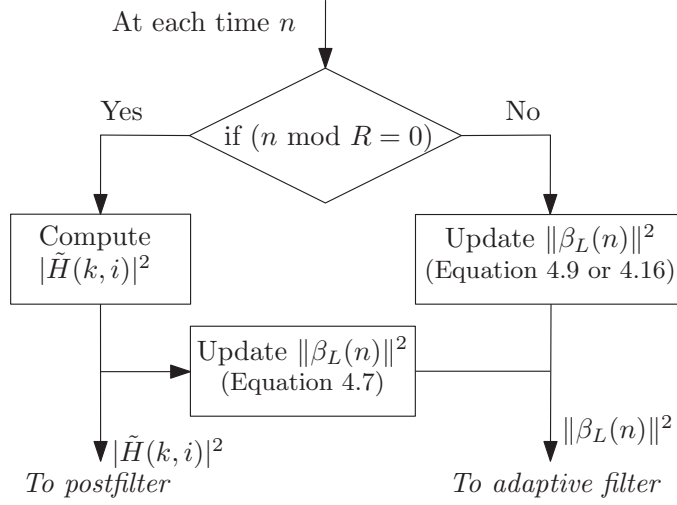 At each time n
Yes
No
if (n mod R = 0)
Compute
|H̃(k, i)|²
Update ‖β_L(n)‖²
(Equation 4.9 or 4.16)
Update ‖β_L(n)‖²
(Equation 4.7)
|H̃(k, i)|²
To postfilter
‖β_L(n)‖²
To adaptive filter